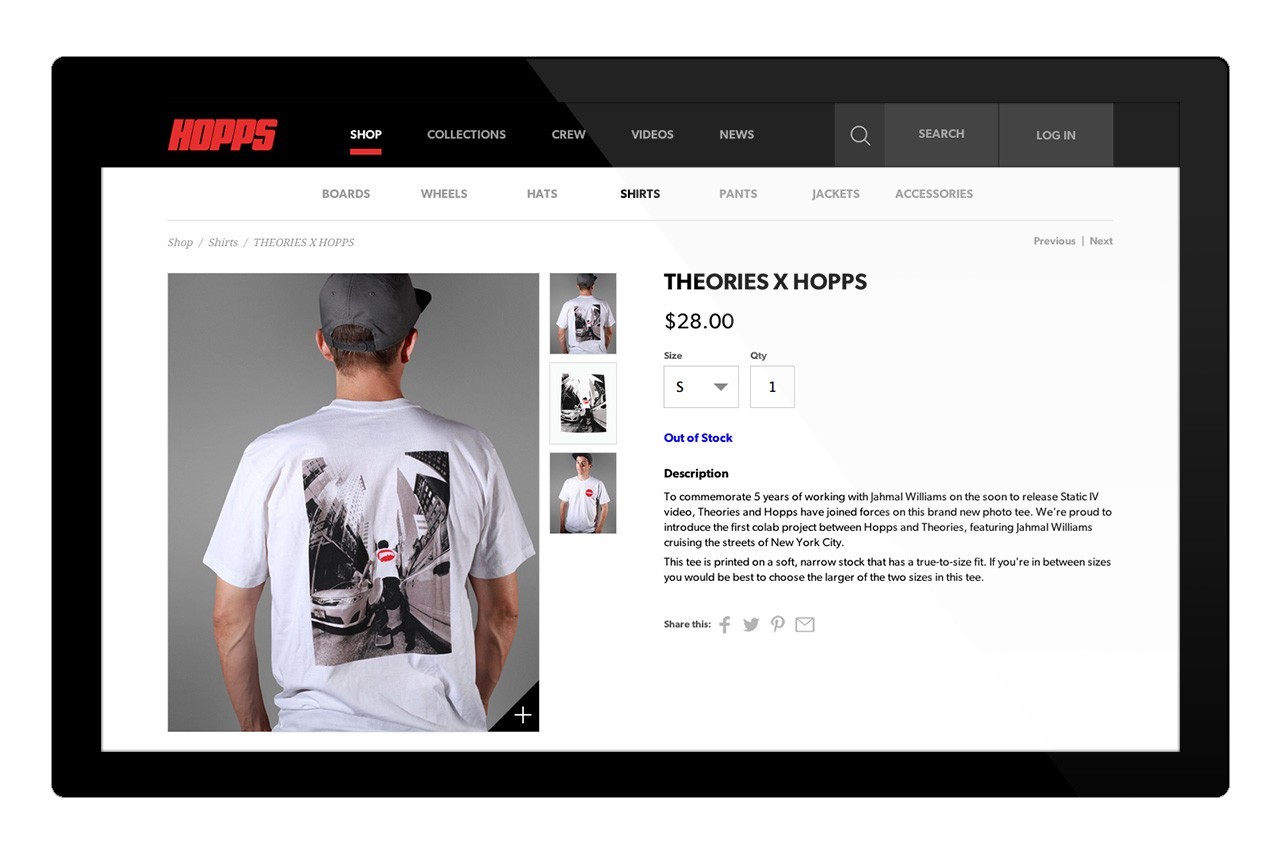 HOPPS
SHOP COLLECTIONS CREW VIDEOS NEWS SEARCH LOG IN
BOARDS WHEELS HATS SHIRTS PANTS JACKETS ACCESSORIES
Shop / Shirts / THEORIES X HOPPS
Previous | Next
THEORIES X HOPPS
$28.00
Size Qty
S 1
Out of Stock
Description
To commemorate 5 years of working with Jahmal Williams on the soon to release Static IV
video, Theories and Hopps have joined forces on this brand new photo tee. We're proud to
introduce the first colab project between Hopps and Theories, featuring Jahmal Williams
cruising the streets of New York City.
This tee is printed on a soft, narrow stock that has a true-to-size fit. If you're in between sizes
you would be best to choose the larger of the two sizes in this tee.
Share this: